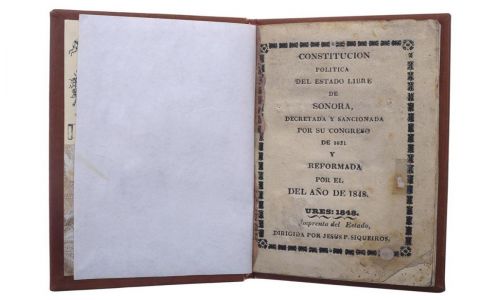 CONSTITUCION
POLITICA
DEL ESTADO LIBRE
DE
SONORA,
DECRETADA Y SANCIONADA
POR SU CONGRESO
DE 1831
Y
REFORMADA
POR EL
DEL AÑO DE 1848.
URES: 1848.
Imprenta del Estado,
DIRIGIDA POR JESUS P. SIQUEIROS.